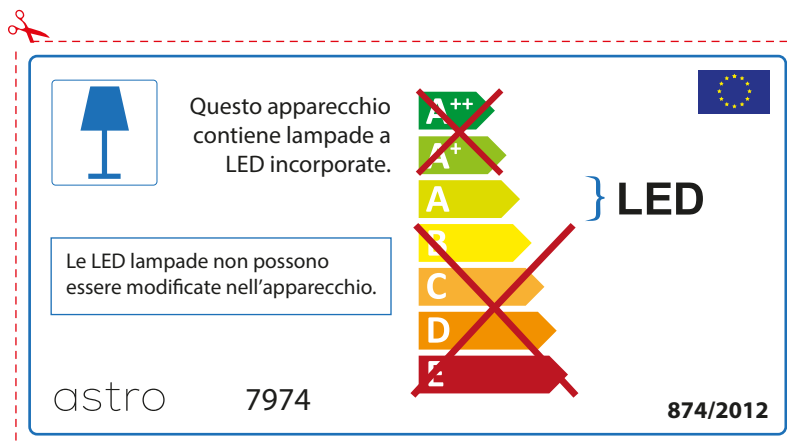 Questo apparecchio
contiene lampade a
LED incorporate.
Le LED lampade non possono
essere modificate nell'apparecchio.
A++
A+
A
B
C
D
E
LED
astro
7974
874/2012